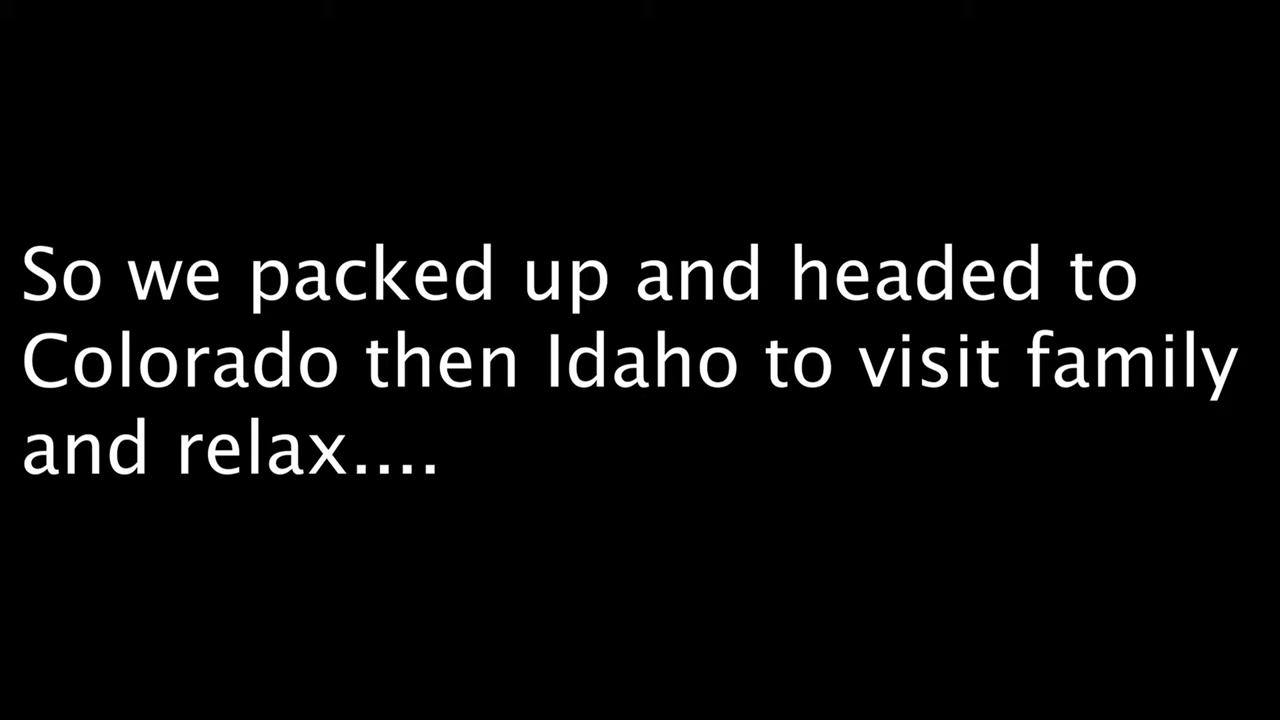 So we packed up and headed to
Colorado then Idaho to visit family
and relax....